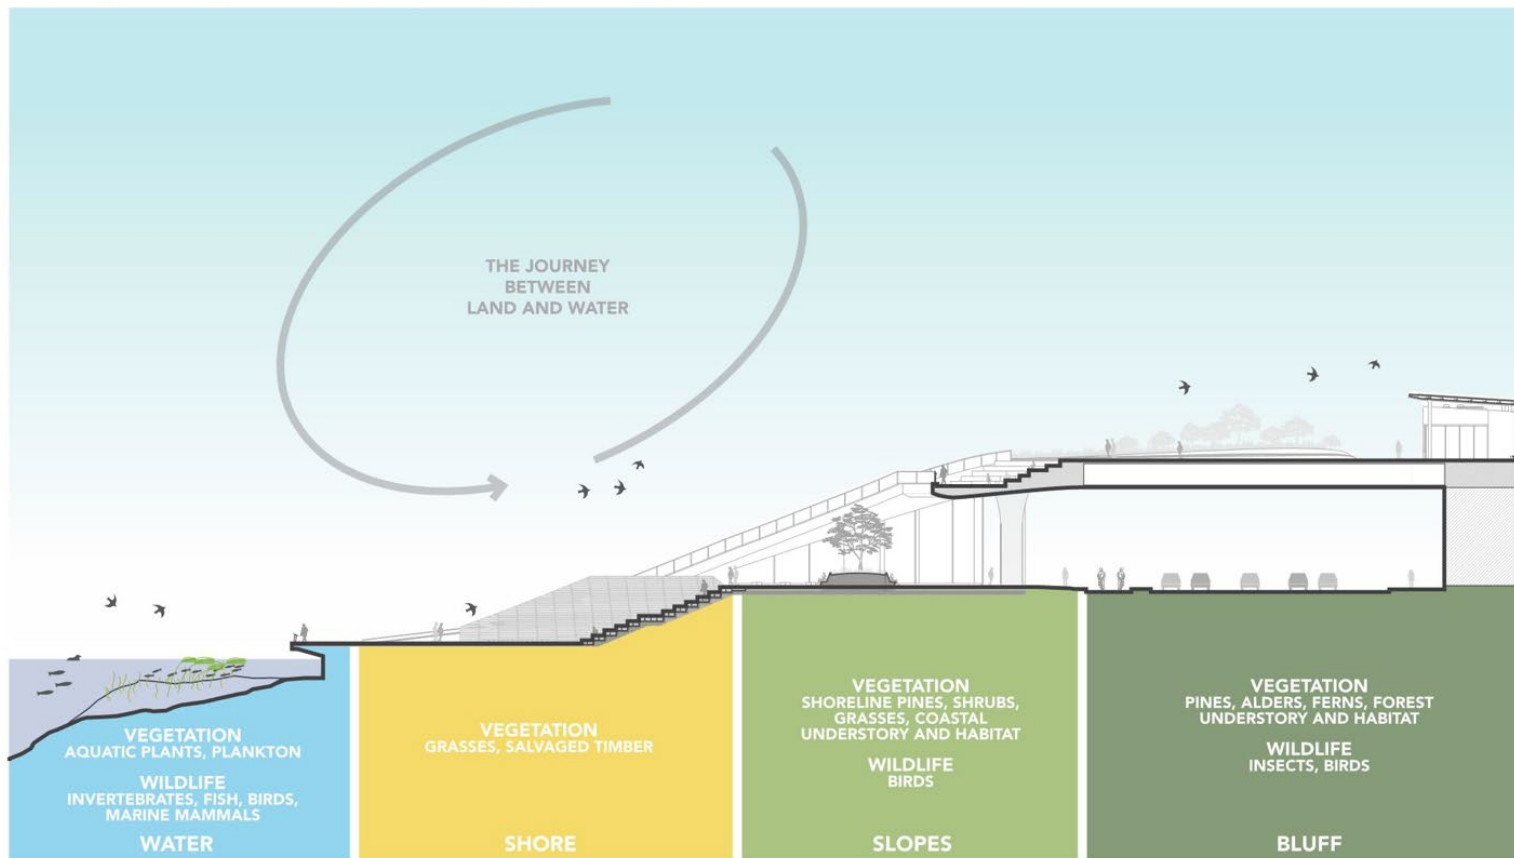 THE JOURNEY
BETWEEN
LAND AND WATER
VEGETATION
AQUATIC PLANTS, PLANKTON
WILDLIFE
INVERTEBRATES, FISH, BIRDS,
MARINE MAMMALS
WATER
VEGETATION
GRASSES, SALVAGED TIMBER
SHORE
VEGETATION
SHORELINE PINES, SHRUBS,
GRASSES, COASTAL
UNDERSTORY AND HABITAT
WILDLIFE
BIRDS
SLOPES
VEGETATION
PINES, ALDERS, FERNS, FOREST
UNDERSTORY AND HABITAT
WILDLIFE
INSECTS, BIRDS
BLUFF